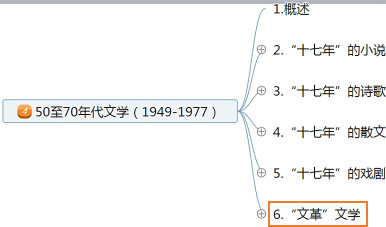 1.概述
2.“十七年”的小说
3.“十七年”的诗歌
4 50至70年代文学（1949-1977）
4.“十七年”的散文
5.“十七年”的戏剧
6.“文革”文学